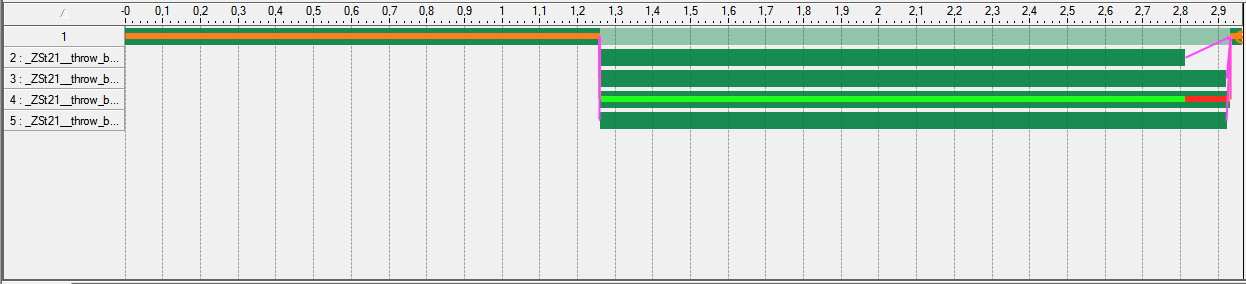 / -0 0,1 0,2 0,3 0,4 0,5 0,6 0,7 0,8 0,9 1 1,1 1,2 1,3 1,4 1,5 1,6 1,7 1,8 1,9 2 2,1 2,2 2,3 2,4 2,5 2,6 2,7 2,8 2,9
1
2 : _ZSt21__throw_b...
3 : _ZSt21__throw_b...
4 : _ZSt21__throw_b...
5 : _ZSt21__throw_b...